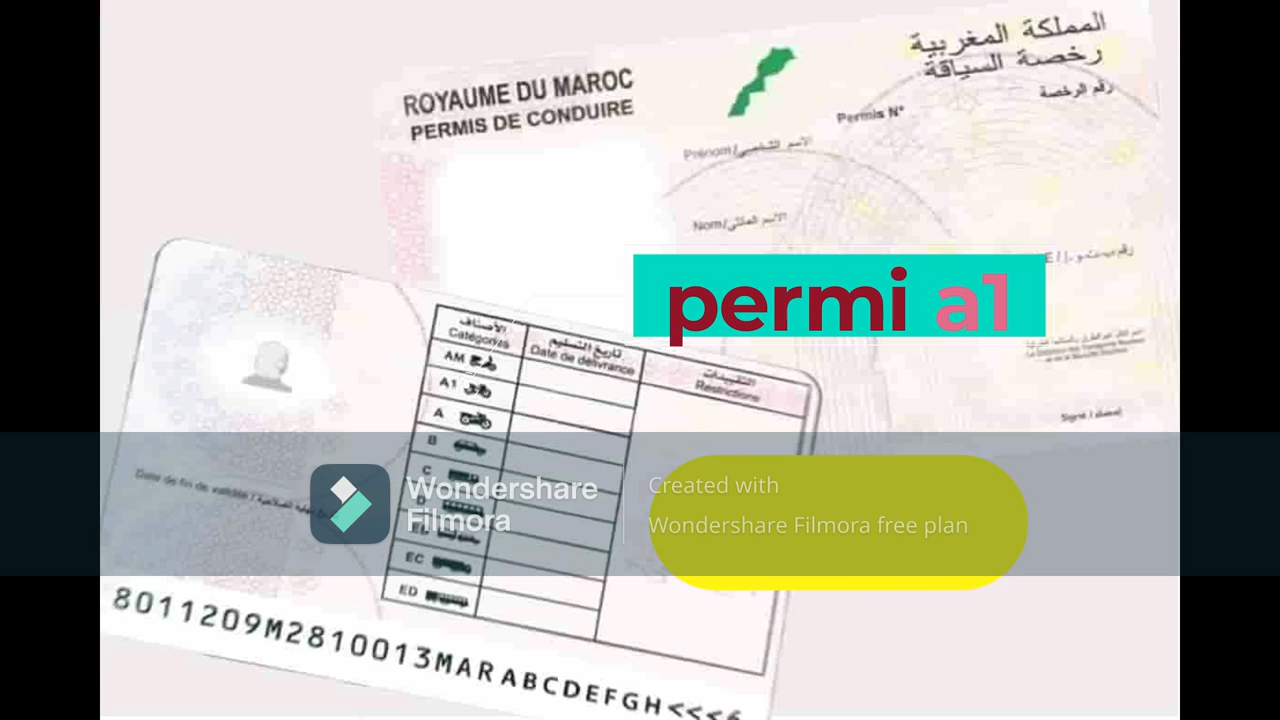 ROYAUME DU MAROC
PERMIS DE CONDUIRE
المملكة المغربية
رخصة السياقة
رقم الرخصة
Permis N°
Prénom/الاسم الشخصي
Nom/الاسم العائلي
permi a1
الأصناف
Catégories
تاريخ التسليم
Date de délivrance
Restrictions
AM
A1
A
B
C
D
EC
ED
Date de fin de validité /
Wondershare
Filmora
Created with
Wondershare Filmora free plan
8011209M2810013MARABCDEFGH<<<6